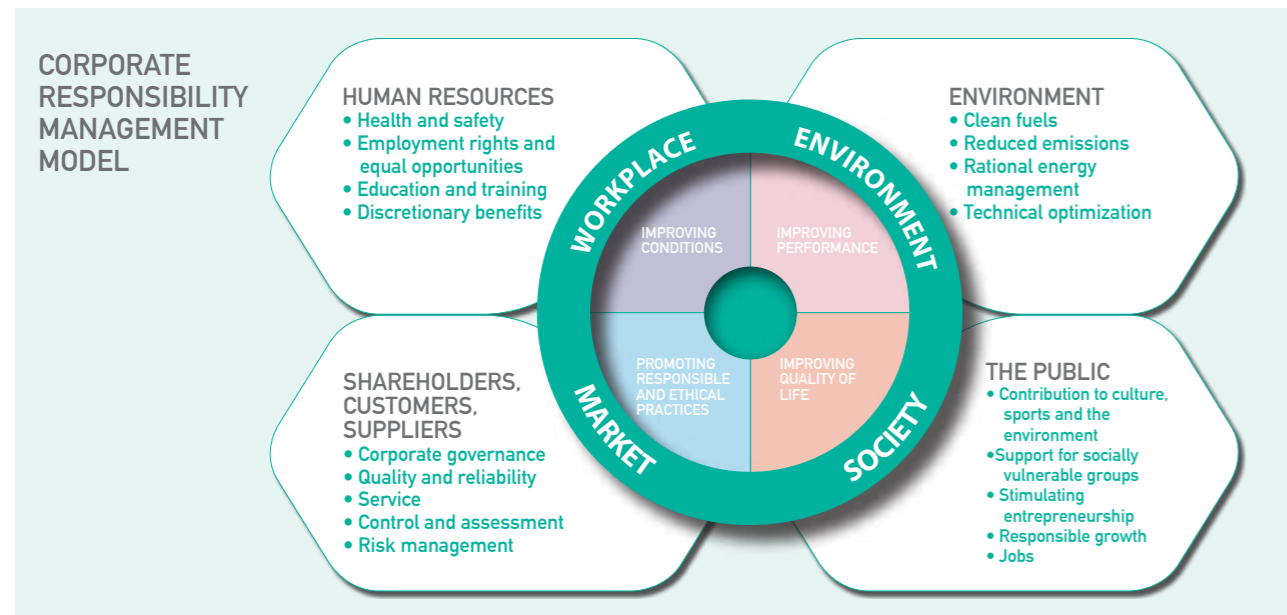 CORPORATE
RESPONSIBILITY
MANAGEMENT
MODEL
HUMAN RESOURCES
• Health and safety
• Employment rights and
equal opportunities
• Education and training
• Discretionary benefits
ENVIRONMENT
• Clean fuels
• Reduced emissions
• Rational energy
management
• Technical optimization
WORKPLACE
ENVIRONMENT
IMPROVING
CONDITIONS
IMPROVING
PERFORMANCE
PROMOTING
RESPONSIBLE
AND ETHICAL
PRACTICES
IMPROVING
QUALITY OF
LIFE
MARKET
SOCIETY
SHAREHOLDERS,
CUSTOMERS,
SUPPLIERS
• Corporate governance
• Quality and reliability
• Service
• Control and assessment
• Risk management
THE PUBLIC
• Contribution to culture,
sports and the
environment
•Support for socially
vulnerable groups
• Stimulating
entrepreneurship
• Responsible growth
• Jobs